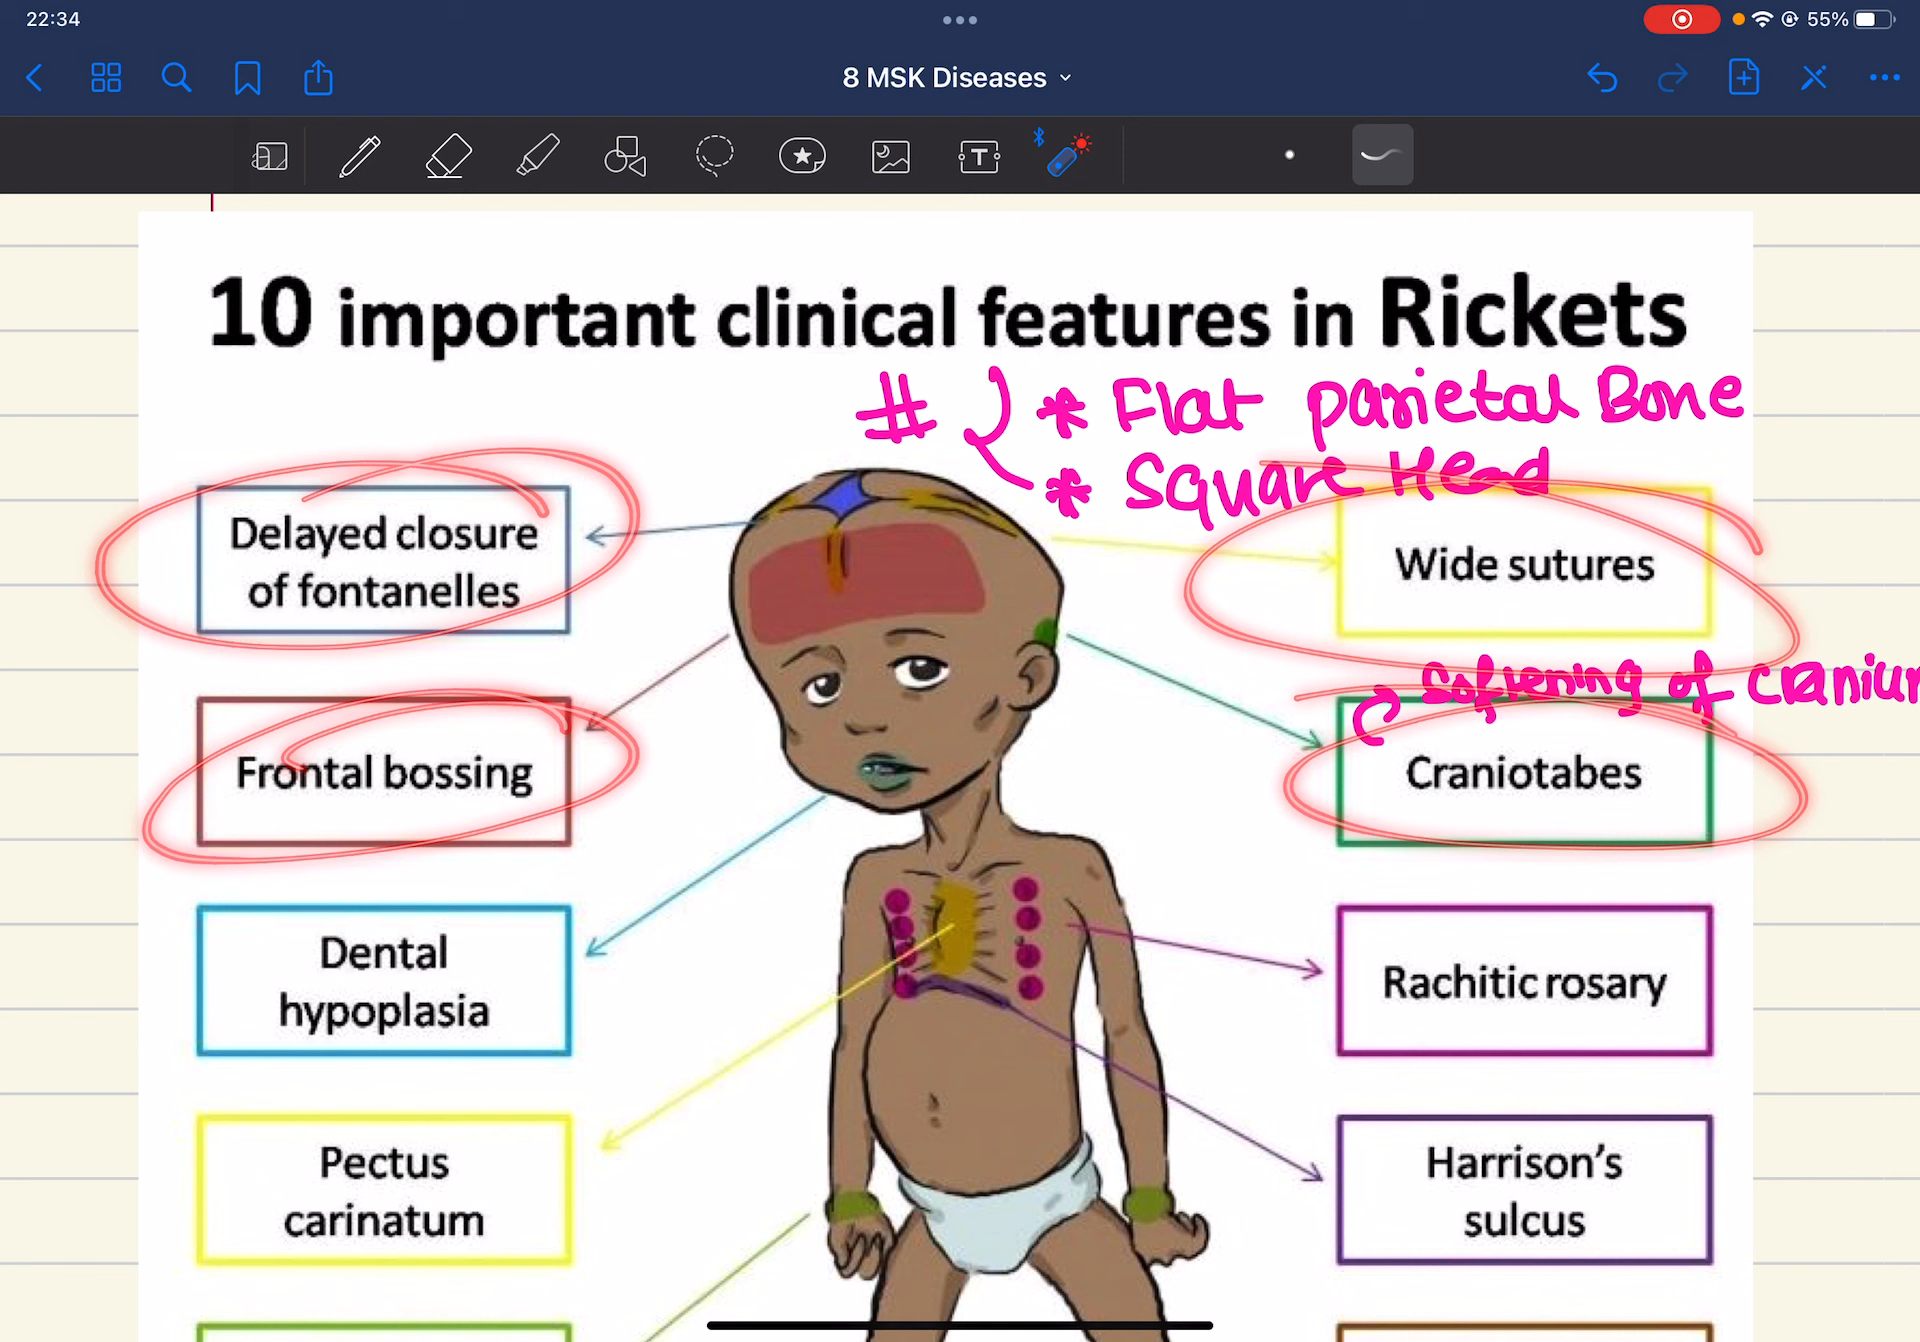 22:34
55%
8 MSK Diseases
T
10 important clinical features in Rickets
# * Flat parietal Bone
* Square Head
Delayed closure
of fontanelles
Wide sutures
Softening of cranium
Frontal bossing
Craniotabes
Dental
hypoplasia
Rachitic rosary
Pectus
carinatum
Harrison's
sulcus